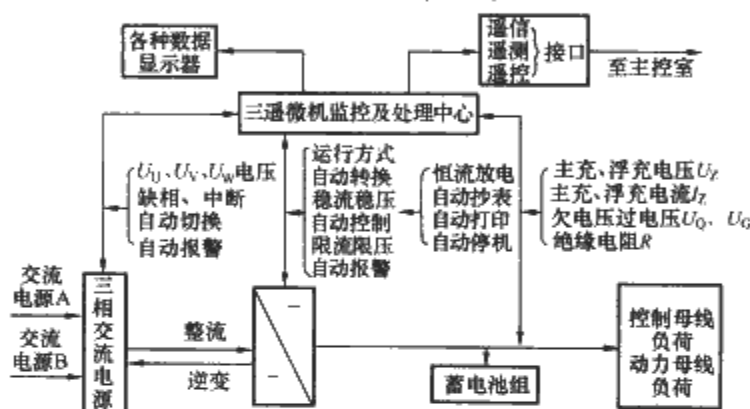 各种数据
显示器
遥信
遥测
遥控
接口
至主控室
三遥微机监控及处理中心
U_U、U_V、U_W电压
缺相、中断
自动切换
自动报警
运行方式
自动转换
稳流稳压
自动控制
限流限压
自动报警
恒流放电
自动抄表
自动打印
自动停机
主充、浮充电压U_Z
主充、浮充电流I_Z
欠电压过电压U_Q、U_G
绝缘电阻R
交流
电源A
交流
电源B
三相交流电源
整流
逆变
蓄电池组
控制母线
负荷
动力母线
负荷